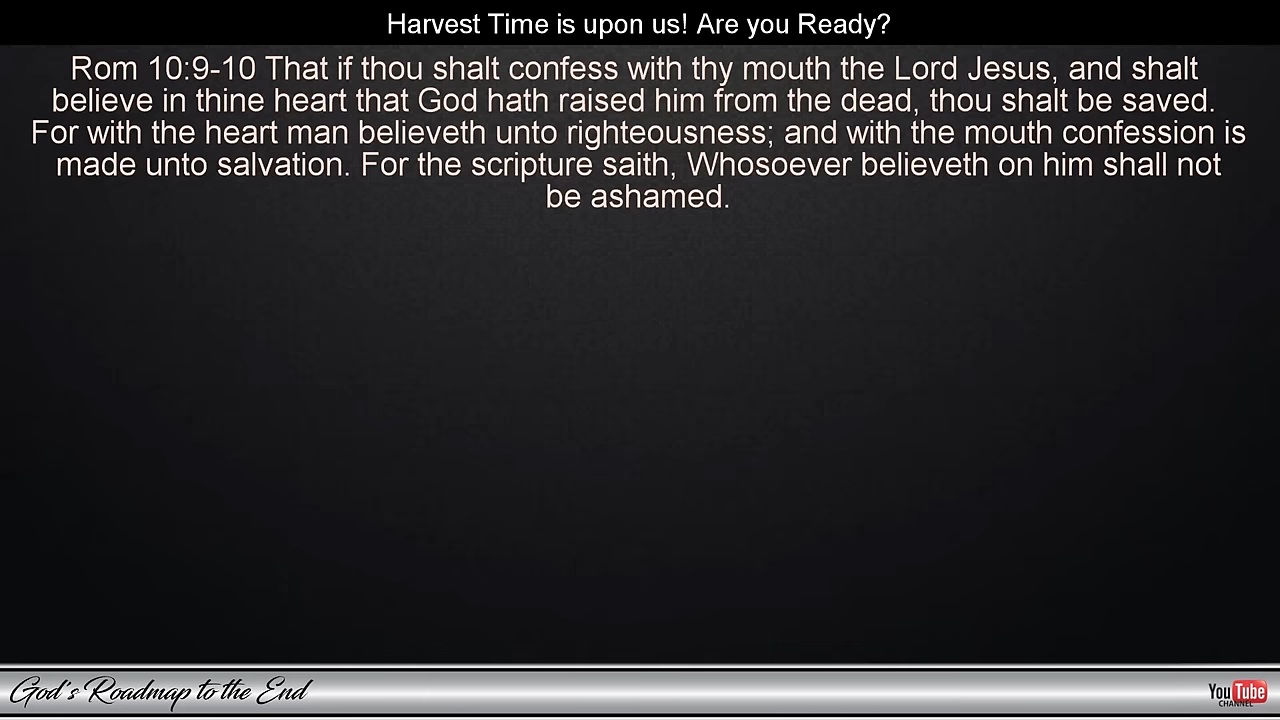 Harvest Time is upon us! Are you Ready?
Rom 10:9-10 That if thou shalt confess with thy mouth the Lord Jesus, and shalt
believe in thine heart that God hath raised him from the dead, thou shalt be saved.
For with the heart man believeth unto righteousness; and with the mouth confession is
made unto salvation. For the scripture saith, Whosoever believeth on him shall not
be ashamed.
God's Roadmap to the End
YouTube
CHANNEL